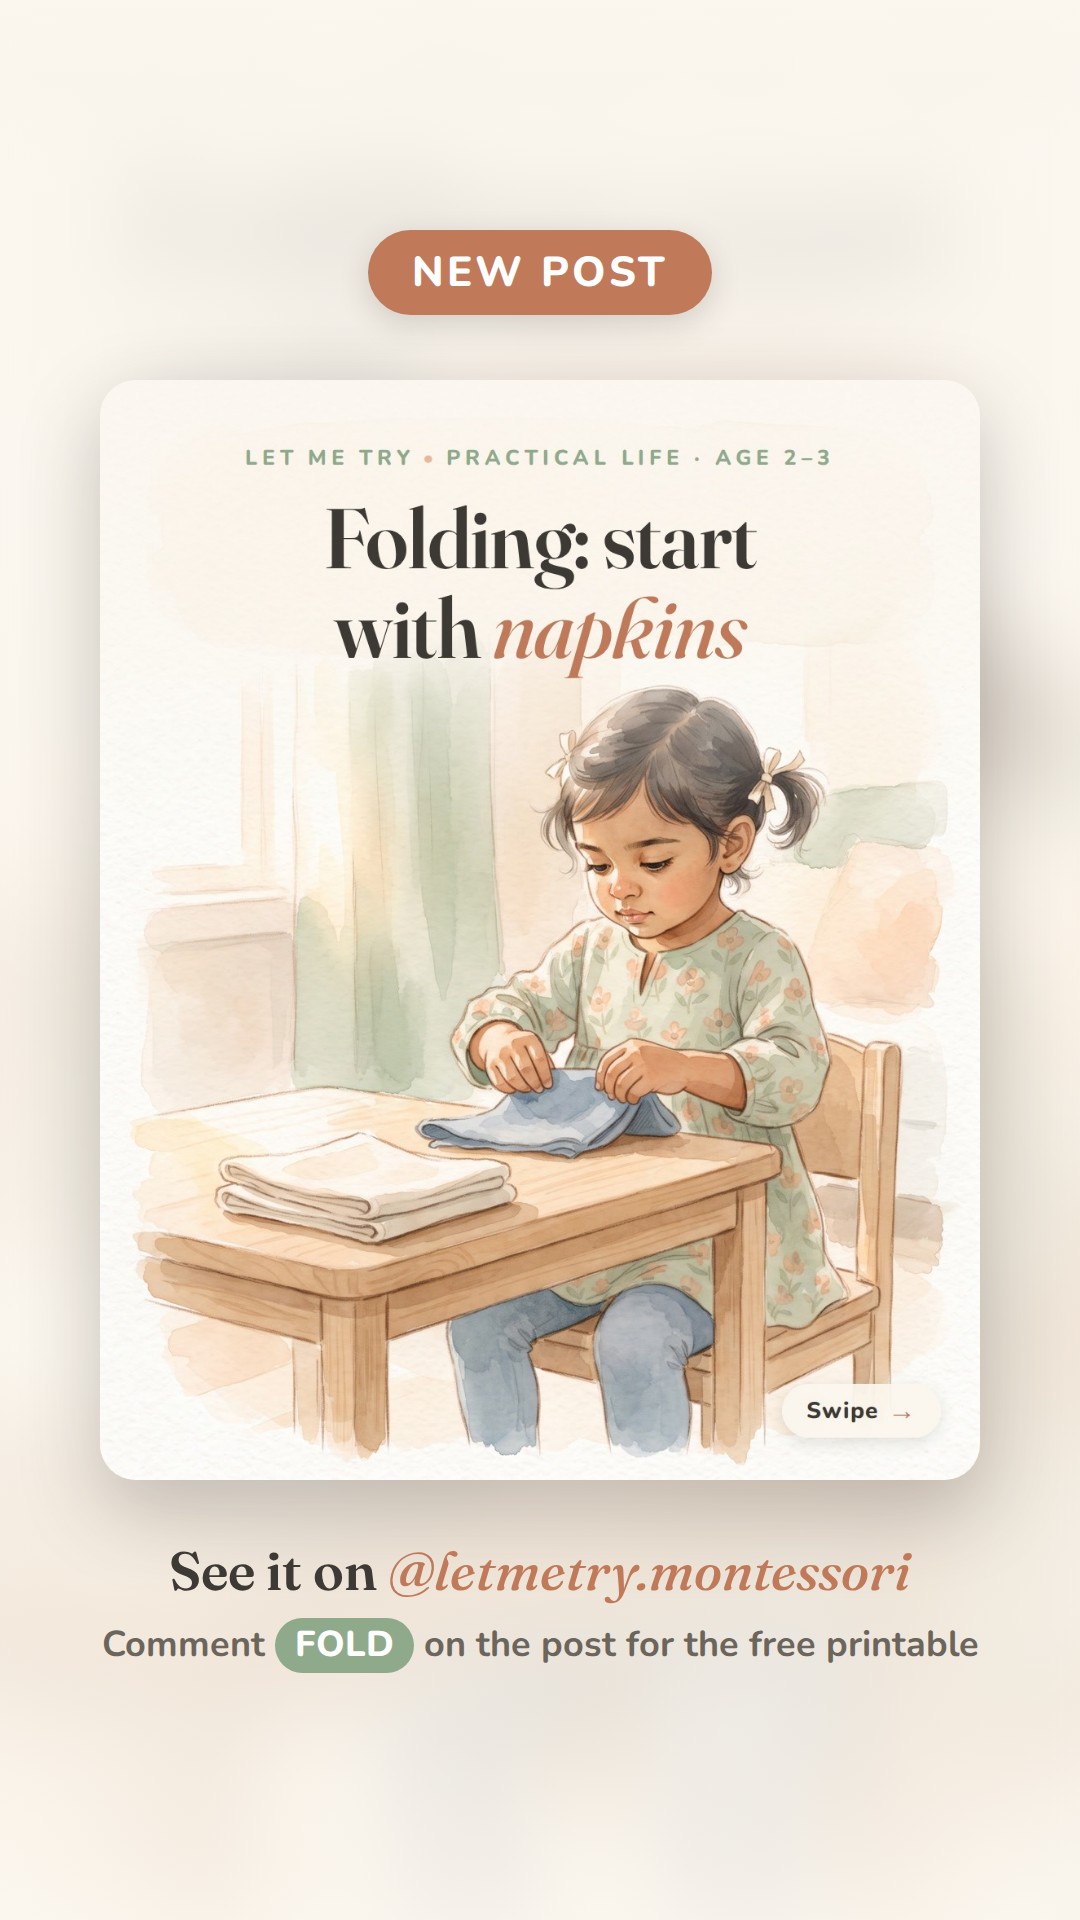 NEW POST
LET ME TRY • PRACTICAL LIFE · AGE 2–3
Folding: start
with napkins
Swipe →
See it on @letmetry.montessori
Comment FOLD on the post for the free printable